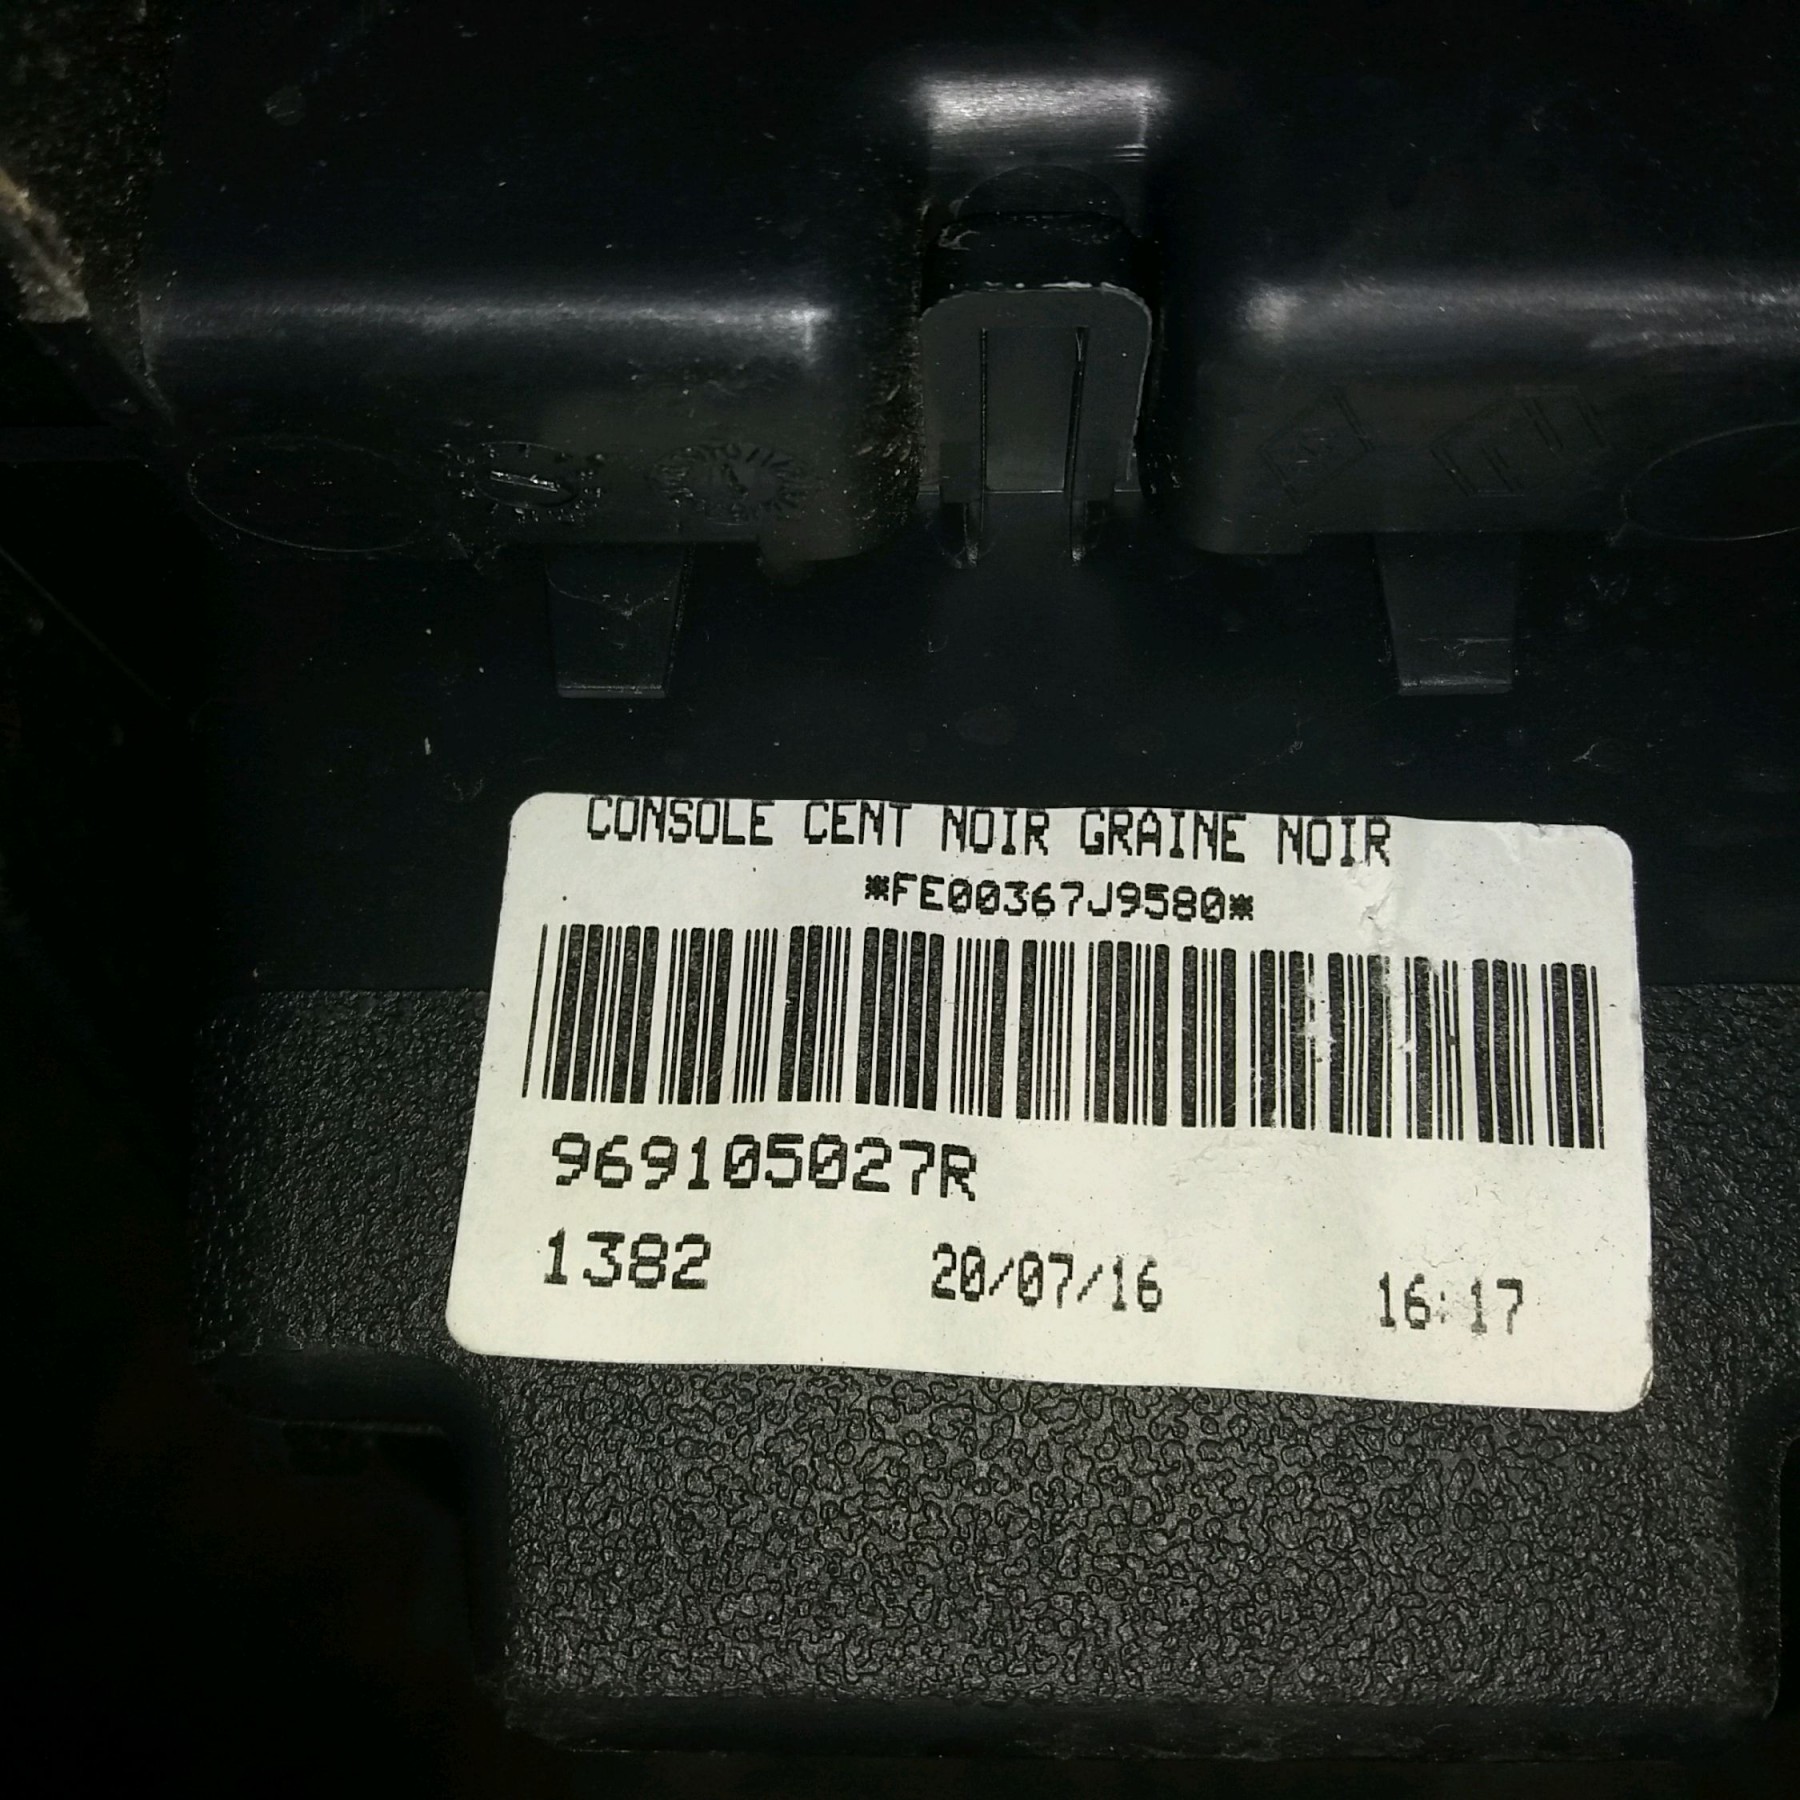 CONSOLE CENT NOIR GRAINE NOIR
*FE00367J9580*
969105027R
1382 20/07/16 16:17